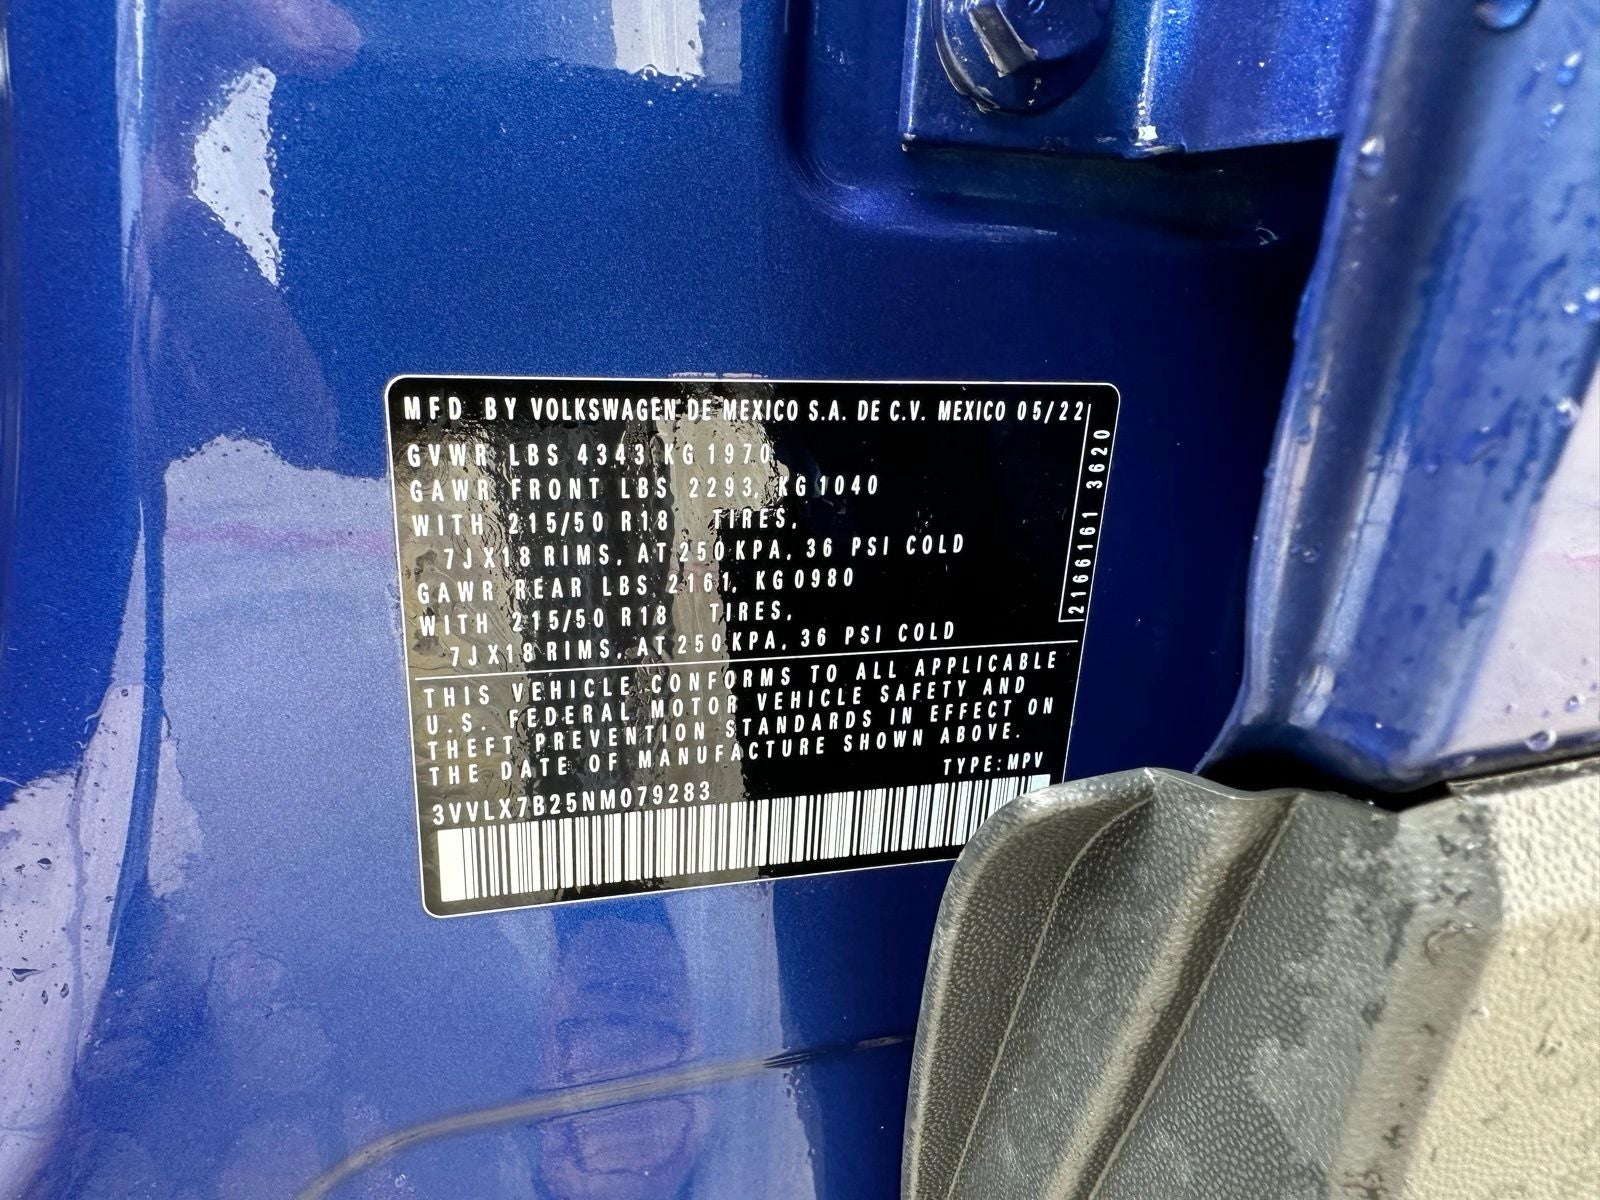 MFD BY VOLKSWAGEN DE MEXICO S.A. DE C.V. MEXICO 05/22
GVWR LBS 4343 KG 1970
GAWR FRONT LBS 2293, KG 1040
WITH 215/50 R18 TIRES,
7JX18 RIMS, AT 250 KPA, 36 PSI COLD
GAWR REAR LBS 2161, KG 0980
WITH 215/50 R18 TIRES,
7JX18 RIMS, AT 250 KPA, 36 PSI COLD
2166161 3620
THIS VEHICLE CONFORMS TO ALL APPLICABLE
U.S. FEDERAL MOTOR VEHICLE SAFETY AND
THEFT PREVENTION STANDARDS IN EFFECT ON
THE DATE OF MANUFACTURE SHOWN ABOVE.
TYPE: MPV
3VVLX7B25NM079283